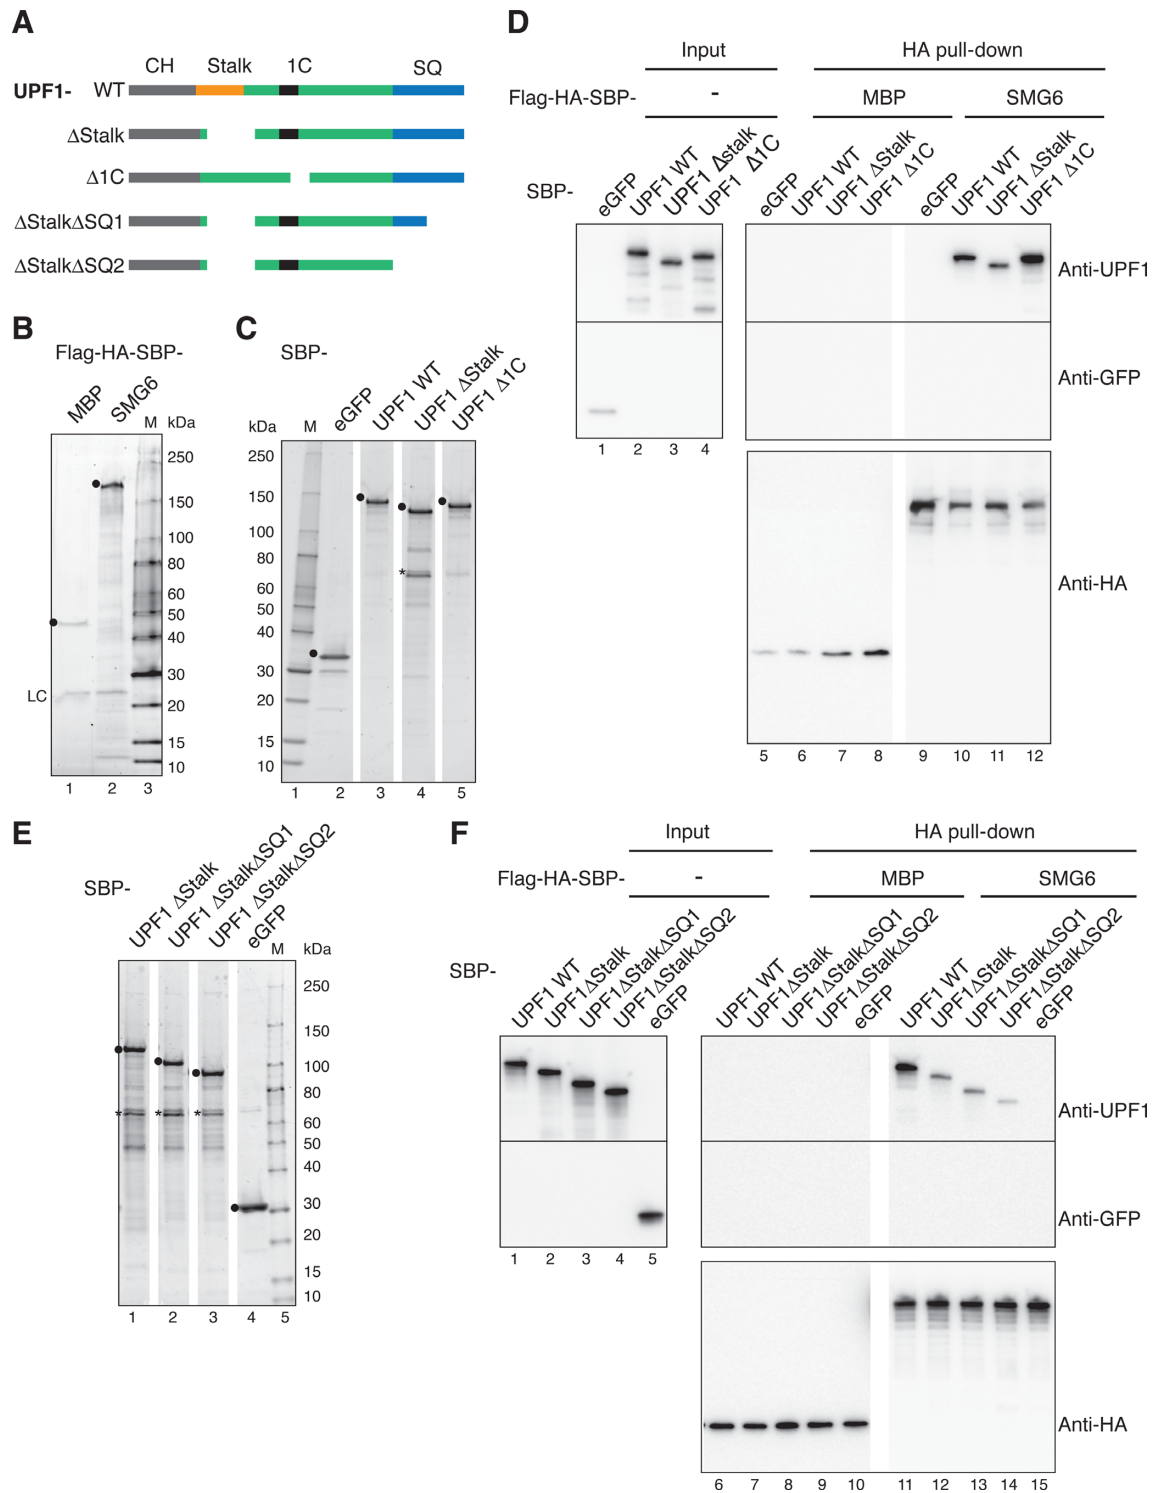 A
CH Stalk 1C SQ
UPF1- WT
ΔStalk
Δ1C
ΔStalkΔSQ1
ΔStalkΔSQ2
B
Flag-HA-SBP-
MBP SMG6 M kDa
250
150
100
80
60
50
40
30
20
15
10
LC
1 2 3
C
SBP-
kDa M eGFP UPF1 WT UPF1 ΔStalk UPF1 Δ1C
250
150
100
80
60
50
40
30
20
15
10
*
1 2 3 4 5
D
Input HA pull-down
Flag-HA-SBP- - MBP SMG6
SBP- eGFP UPF1 WT UPF1 Δstalk UPF1 Δ1C eGFP UPF1 WT UPF1 ΔStalk UPF1 Δ1C eGFP UPF1 WT UPF1 ΔStalk UPF1 Δ1C
Anti-UPF1
Anti-GFP
1 2 3 4
Anti-HA
5 6 7 8 9 10 11 12
E
SBP- UPF1 ΔStalk UPF1 ΔStalkΔSQ1 UPF1 ΔStalkΔSQ2 eGFP M kDa
250
150
100
80
60
50
40
30
20
15
10
* * *
1 2 3 4 5
F
Input HA pull-down
Flag-HA-SBP- - MBP SMG6
SBP- UPF1 WT UPF1ΔStalk UPF1ΔStalkΔSQ1 UPF1ΔStalkΔSQ2 eGFP UPF1 WT UPF1ΔStalk UPF1ΔStalkΔSQ1 UPF1ΔStalkΔSQ2 eGFP UPF1 WT UPF1ΔStalk UPF1ΔStalkΔSQ1 UPF1ΔStalkΔSQ2 eGFP
Anti-UPF1
Anti-GFP
1 2 3 4 5
Anti-HA
6 7 8 9 10 11 12 13 14 15